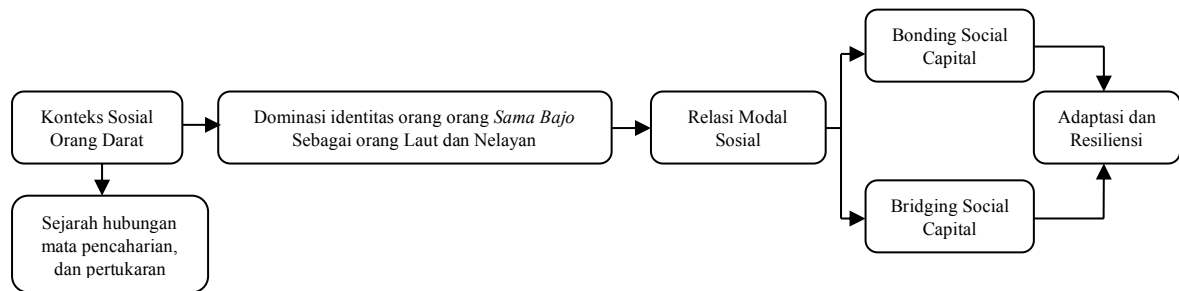 Konteks Sosial
Orang Darat
Sejarah hubungan
mata pencaharian,
dan pertukaran
Dominasi identitas orang orang Sama Bajo
Sebagai orang Laut dan Nelayan
Relasi Modal
Sosial
Bonding Social
Capital
Bridging Social
Capital
Adaptasi dan
Resiliensi